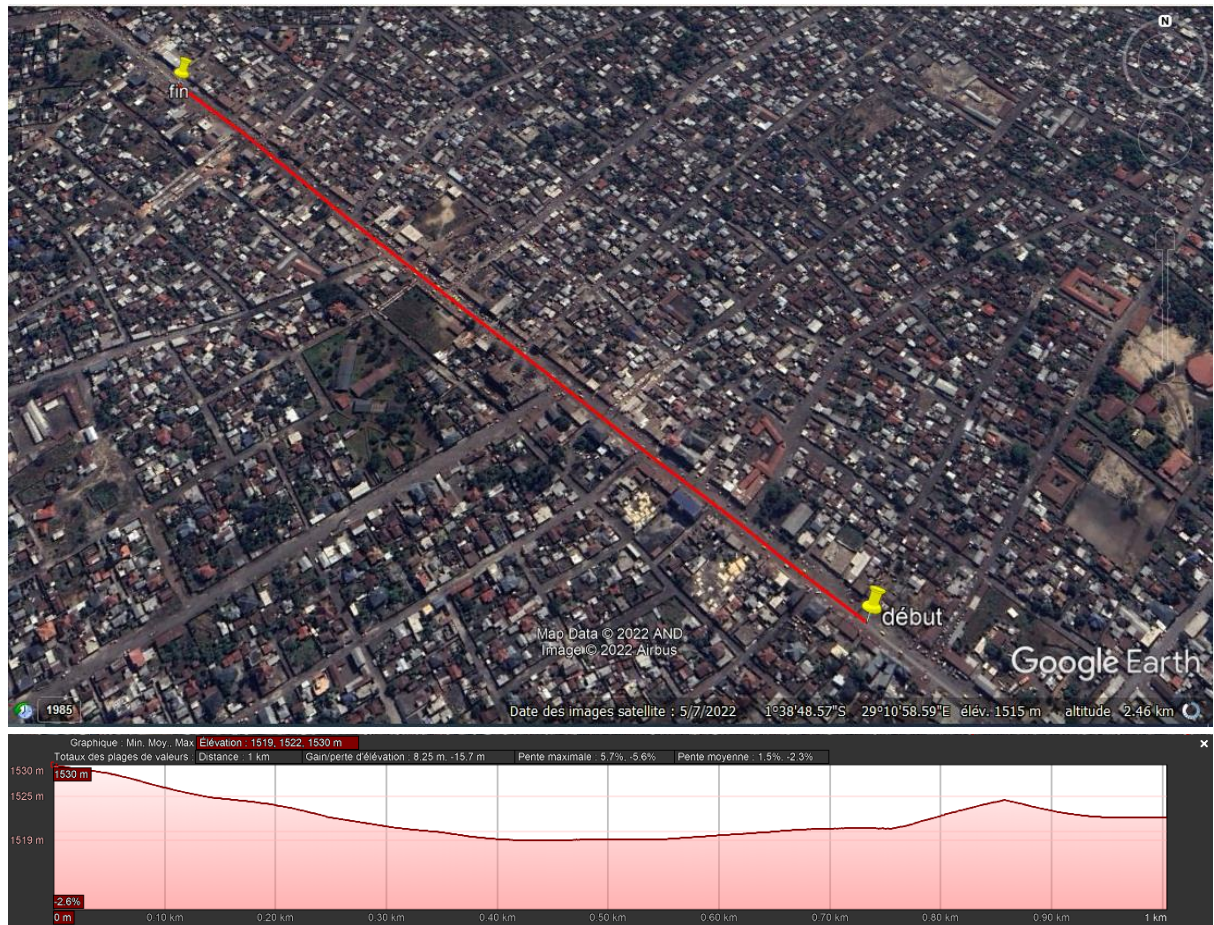 N
fin
début
Map Data © 2022 AND
Image © 2022 Airbus
Google Earth
1985
Date des images satellite : 5/7/2022 1°38'48.57"S 29°10'58.59"E élév. 1515 m altitude 2.46 km
Graphique : Min. Moy.. Max. Élévation : 1519, 1522, 1530 m
Totaux des plages de valeurs : Distance : 1 km Gain/perte d'élévation : 8.25 m, -15.7 m Pente maximale : 5.7%, -5.6% Pente moyenne : 1,5%, -2.3%
1530 m
1530 m
1525 m
1519 m
-2.6%
0 m 0.10 km 0.20 km 0.30 km 0.40 km 0.50 km 0.60 km 0.70 km 0.80 km 0.90 km 1 km